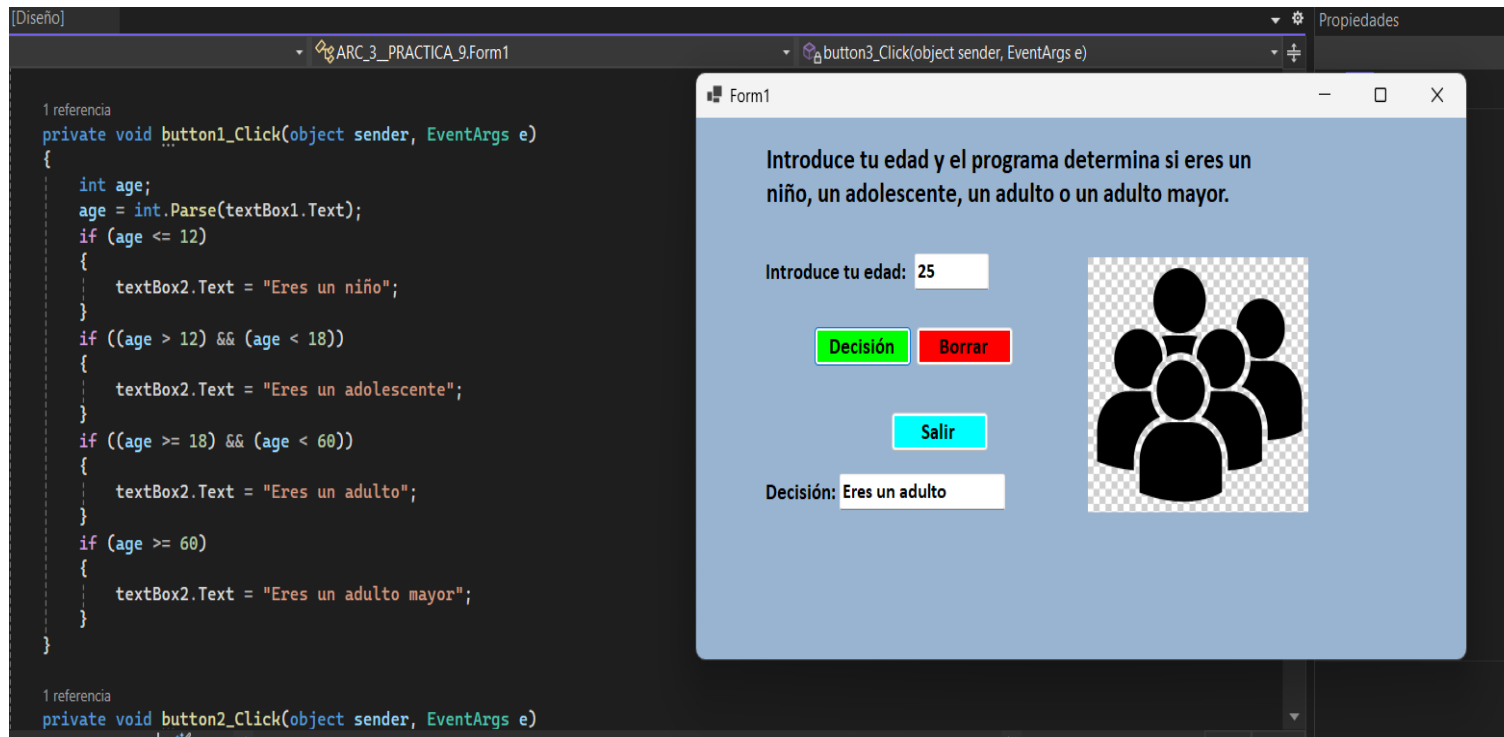 [Diseño]
Propiedades
ARC_3__PRACTICA_9.Form1
button3_Click(object sender, EventArgs e)
1 referencia
private void button1_Click(object sender, EventArgs e)
{
int age;
age = int.Parse(textBox1.Text);
if (age <= 12)
{
textBox2.Text = "Eres un niño";
}
if ((age > 12) && (age < 18))
{
textBox2.Text = "Eres un adolescente";
}
if ((age >= 18) && (age < 60))
{
textBox2.Text = "Eres un adulto";
}
if (age >= 60)
{
textBox2.Text = "Eres un adulto mayor";
}
}
1 referencia
private void button2_Click(object sender, EventArgs e)
Form1
Introduce tu edad y el programa determina si eres un
niño, un adolescente, un adulto o un adulto mayor.
Introduce tu edad: 25
Decisión Borrar
Salir
Decisión: Eres un adulto